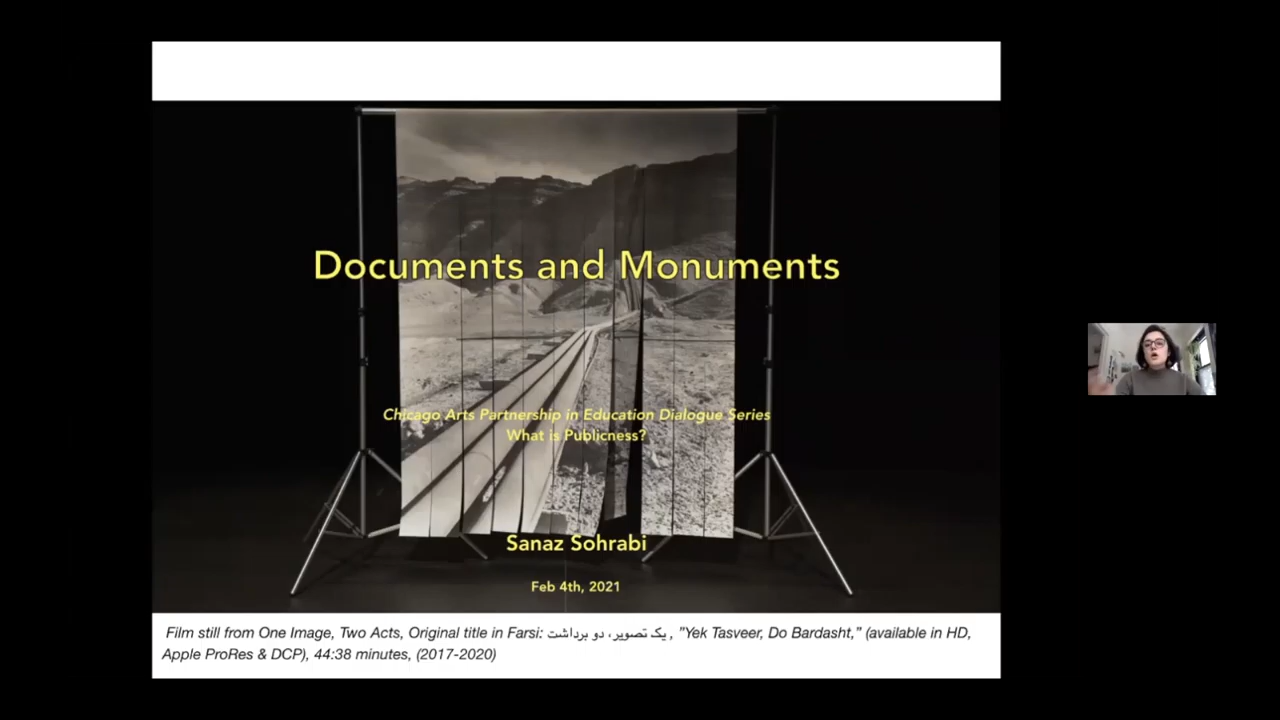 Documents and Monuments
Chicago Arts Partnership in Education Dialogue Series
What is Publicness?
Sanaz Sohrabi
Feb 4th, 2021
Film still from One Image, Two Acts, Original title in Farsi: یک تصویر، دو برداشت , ”Yek Tasveer, Do Bardasht,” (available in HD,
Apple ProRes & DCP), 44:38 minutes, (2017-2020)